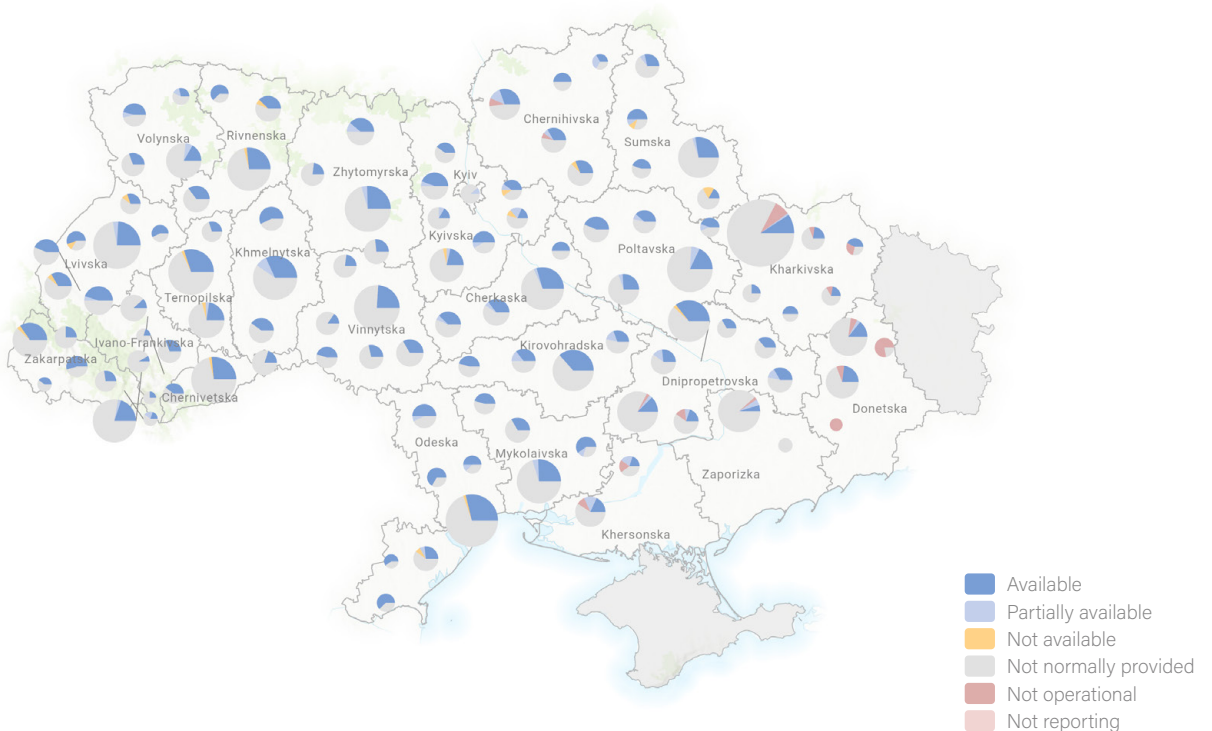 Chernihivska
Volynska
Rivnenska
Sumska
Zhytomyrska
Kyiv
Kyivska
Poltavska
Lvivska
Khmelnytska
Kharkivska
Ternopilska
Cherkaska
Vinnytska
Ivano-Frankivska
Kirovohradska
Zakarpatska
Dnipropetrovska
Chernivetska
Donetska
Odeska
Mykolaivska
Zaporizka
Khersonska
Available
Partially available
Not available
Not normally provided
Not operational
Not reporting